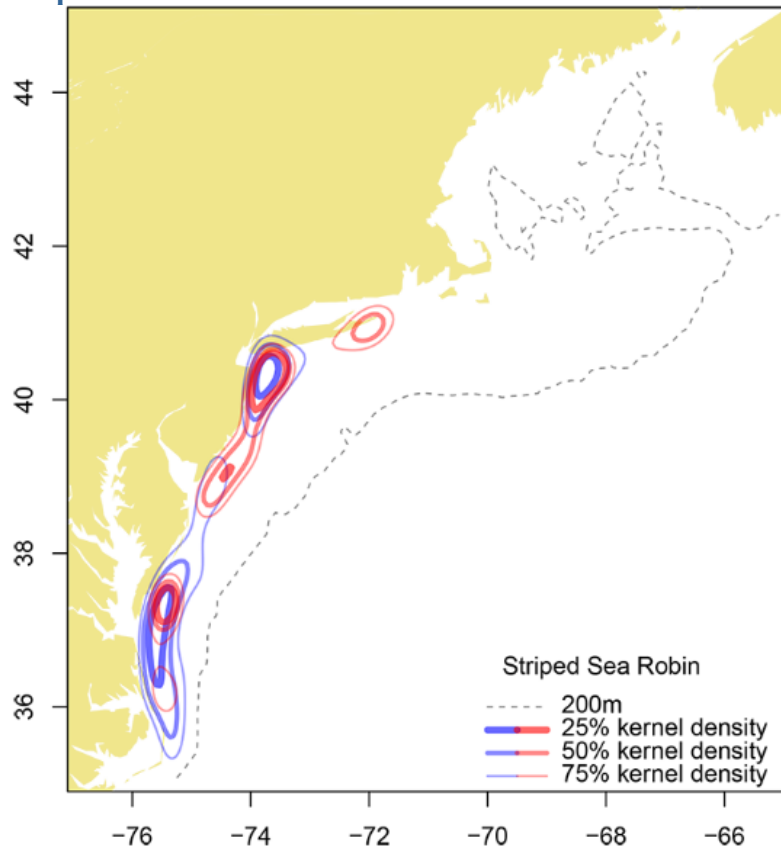 44
42
40
38
36
Striped Sea Robin
200m
25% kernel density
50% kernel density
75% kernel density
−76 −74 −72 −70 −68 −66